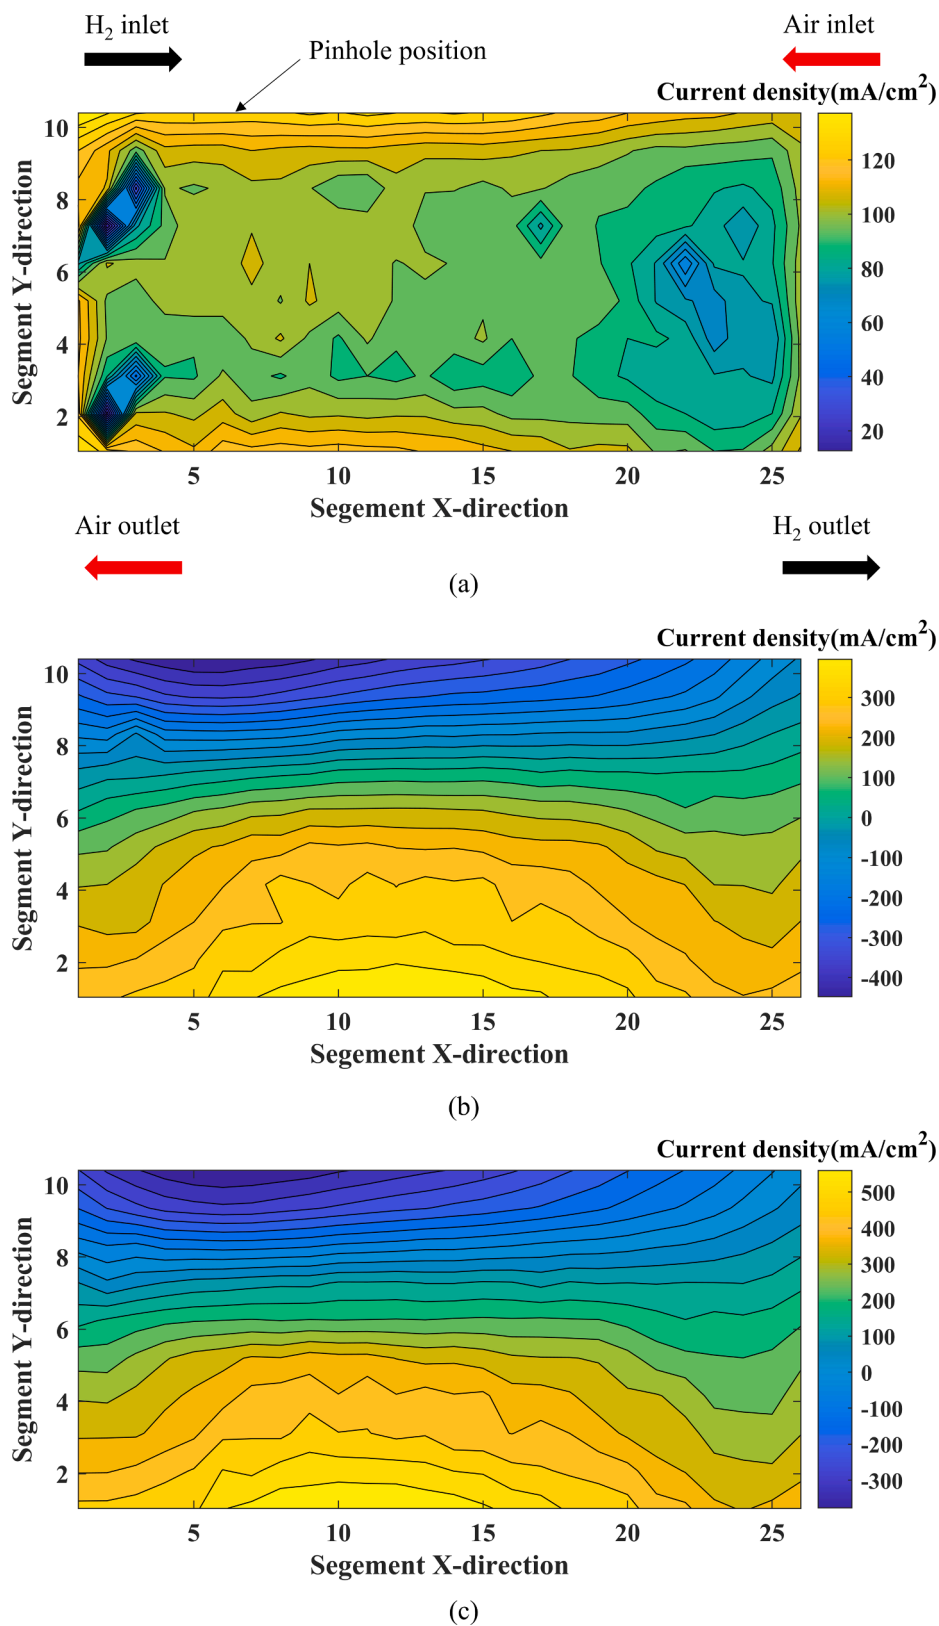 H2 inlet
Air inlet
Pinhole position
Current density(mA/cm2)
10
8
6
4
2
Segment Y-direction
120
100
80
60
40
20
5 10 15 20 25
Segement X-direction
Air outlet
H2 outlet
(a)
Current density(mA/cm2)
10
8
6
4
2
Segment Y-direction
300
200
100
0
-100
-200
-300
-400
5 10 15 20 25
Segement X-direction
(b)
Current density(mA/cm2)
10
8
6
4
2
Segment Y-direction
500
400
300
200
100
0
-100
-200
-300
5 10 15 20 25
Segement X-direction
(c)